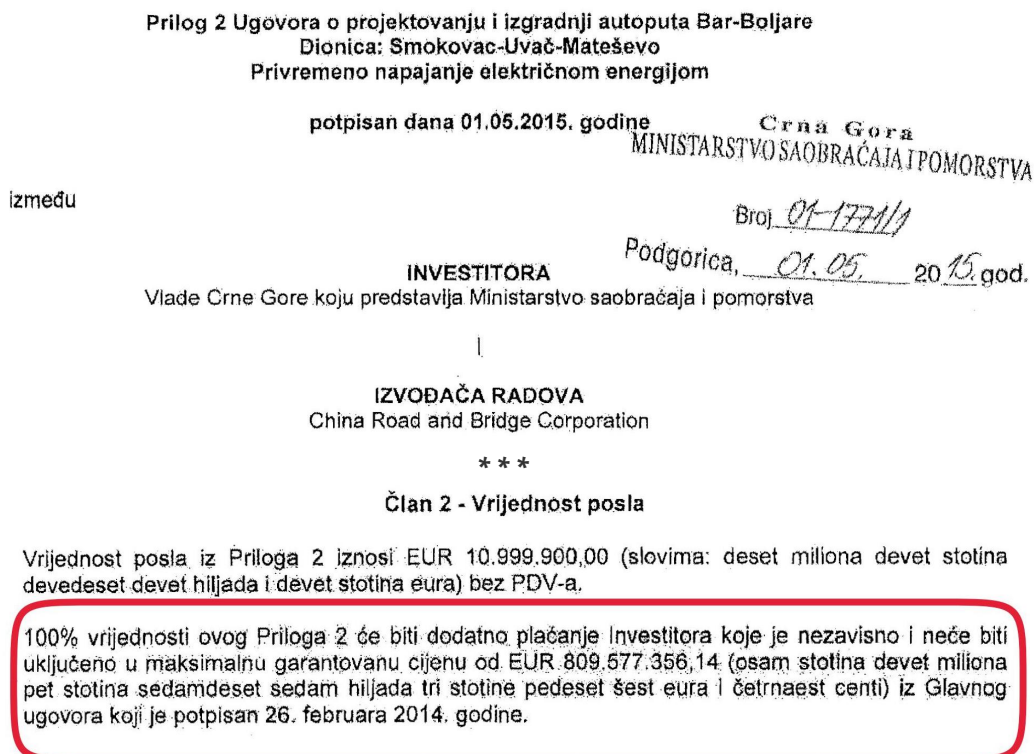 Prilog 2 Ugovora o projektovanju i izgradnji autoputa Bar-Boljare
Dionica: Smokovac-Uvač-Mateševo
Privremeno napajanje električnom energijom
potpisan dana 01.05.2015. godine
Crna Gora
MINISTARSTVO SAOBRAĆAJA I POMORSTVA
između
Broj 01-1771/1
Podgorica, 01.05. 2015. god.
INVESTITORA
Vlade Crne Gore koju predstavlja Ministarstvo saobraćaja i pomorstva
I
IZVOĐAČA RADOVA
China Road and Bridge Corporation
* * *
Član 2 - Vrijednost posla
Vrijednost posla iz Priloga 2 iznosi EUR 10.999.900,00 (slovima: deset miliona devet stotina
devedeset devet hiljada i devet stotina eura) bez PDV-a.
100% vrijednosti ovog Priloga 2 će biti dodatno plaćanje Investitora koje je nezavisno i neće biti
uključeno u maksimalnu garantovanu cijenu od EUR 809.577.356,14 (osam stotina devet miliona
pet stotina sedamdeset sedam hiljada tri stotine pedeset šest eura i četrnaest centi) iz Glavnog
ugovora koji je potpisan 26. februara 2014. godine.